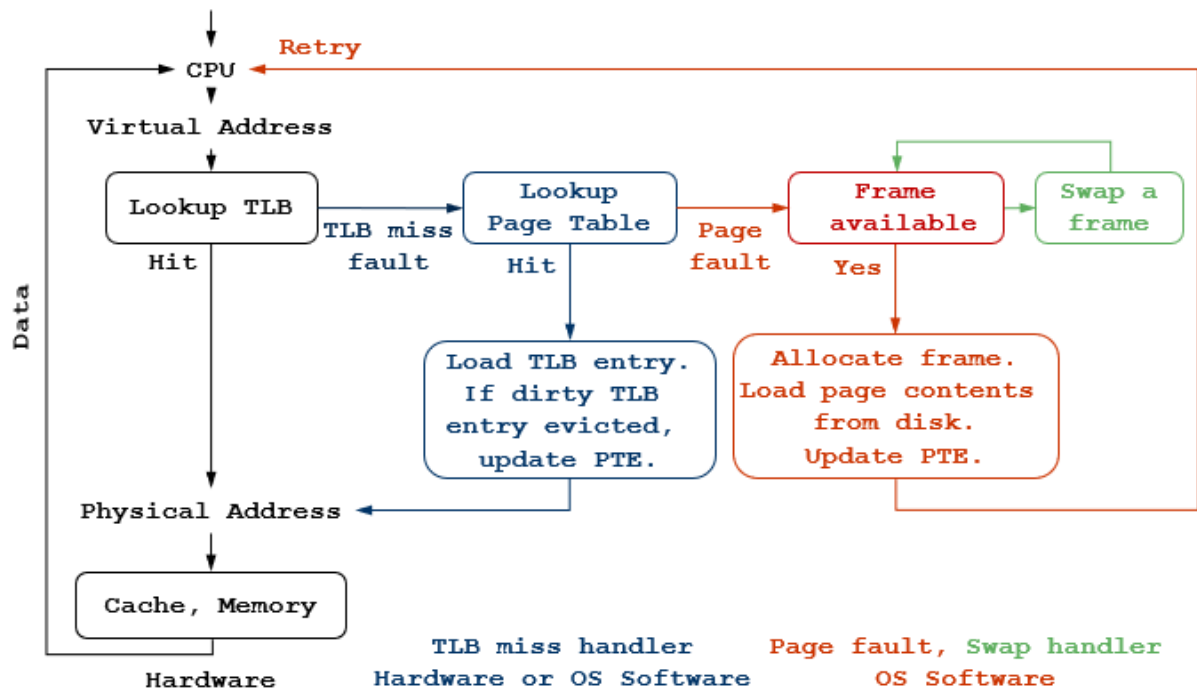 Retry
CPU
Virtual Address
Lookup TLB
TLB miss
fault
Lookup
Page Table
Page
fault
Frame
available
Swap a
frame
Hit
Hit
Yes
Data
Load TLB entry.
If dirty TLB
entry evicted,
update PTE.
Allocate frame.
Load page contents
from disk.
Update PTE.
Physical Address
Cache, Memory
Hardware
TLB miss handler
Hardware or OS Software
Page fault, Swap handler
OS Software